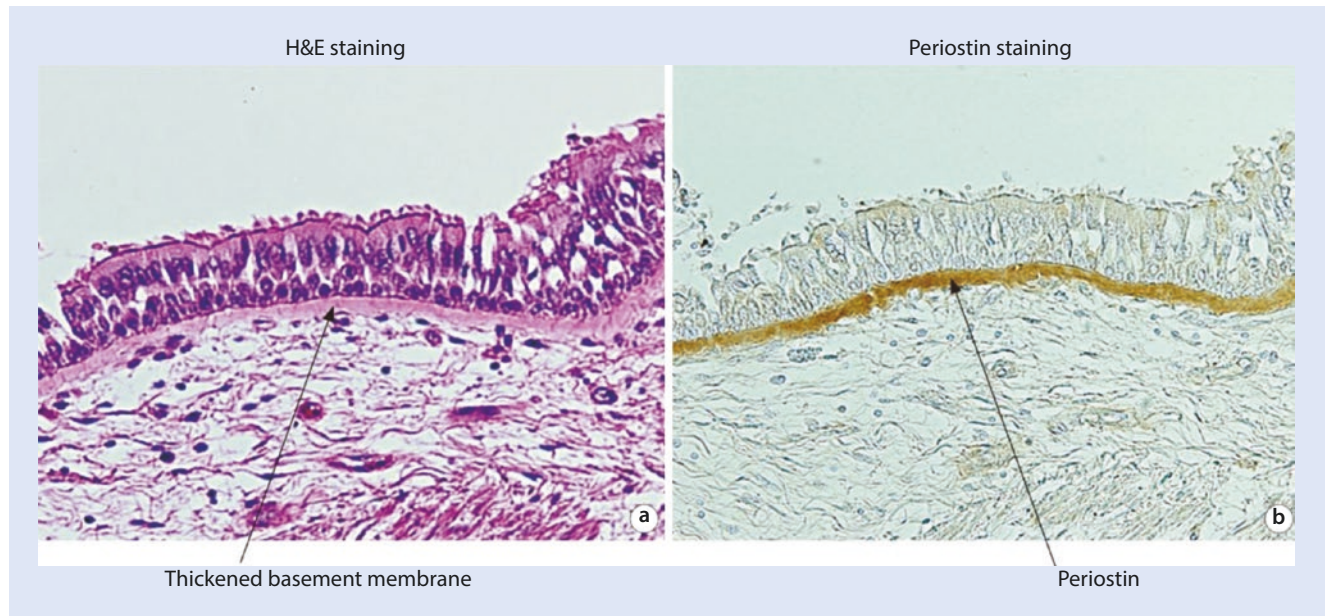 H&E staining
Periostin staining
a
b
Thickened basement membrane
Periostin